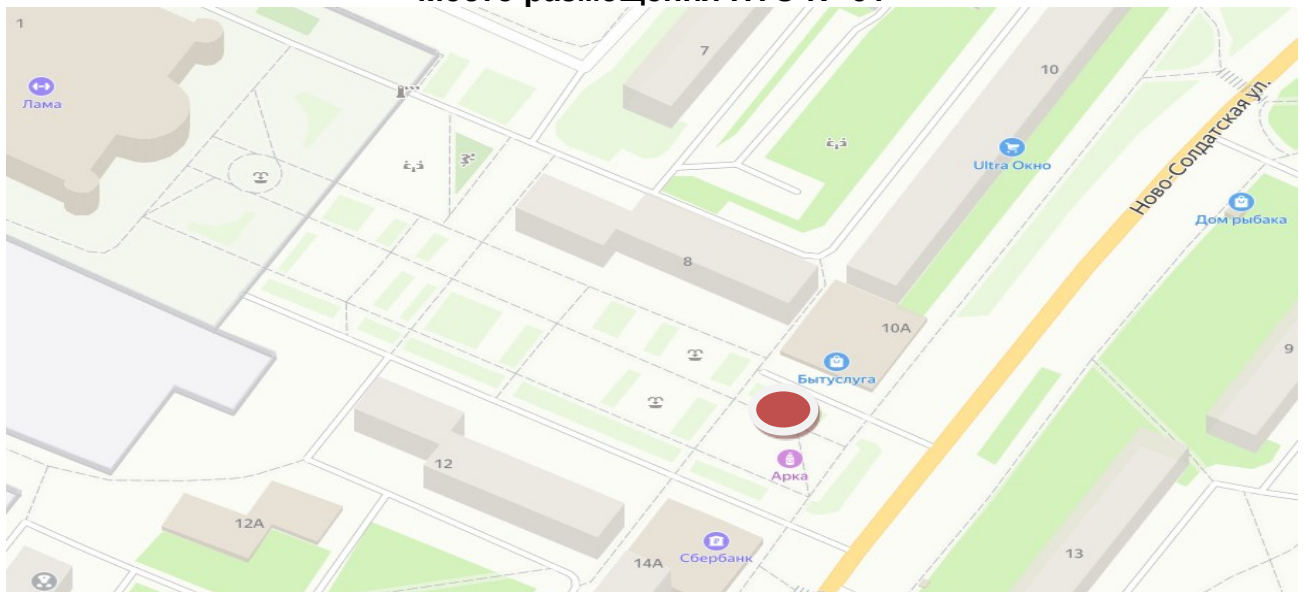 1
Лама
7
10
Ultra Окно
Ново-Солдатская ул.
Дом рыбака
8
10А
9
Бытуслуга
12
Арка
12А
Сбербанк
14А
13